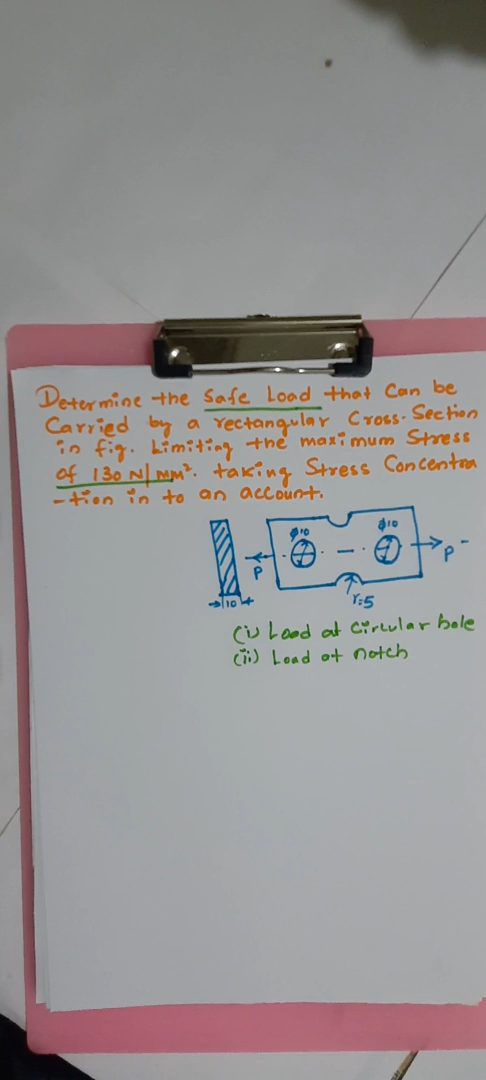 Determine the Safe Load that can be
Carried by a rectangular Cross-Section
in fig. Limiting the maximum Stress
of 130 N/mm². taking Stress Concentra
-tion in to an account.
ø10 ø10
P P
10 r=5
(i) Load at Circular hole
(ii) Load at notch